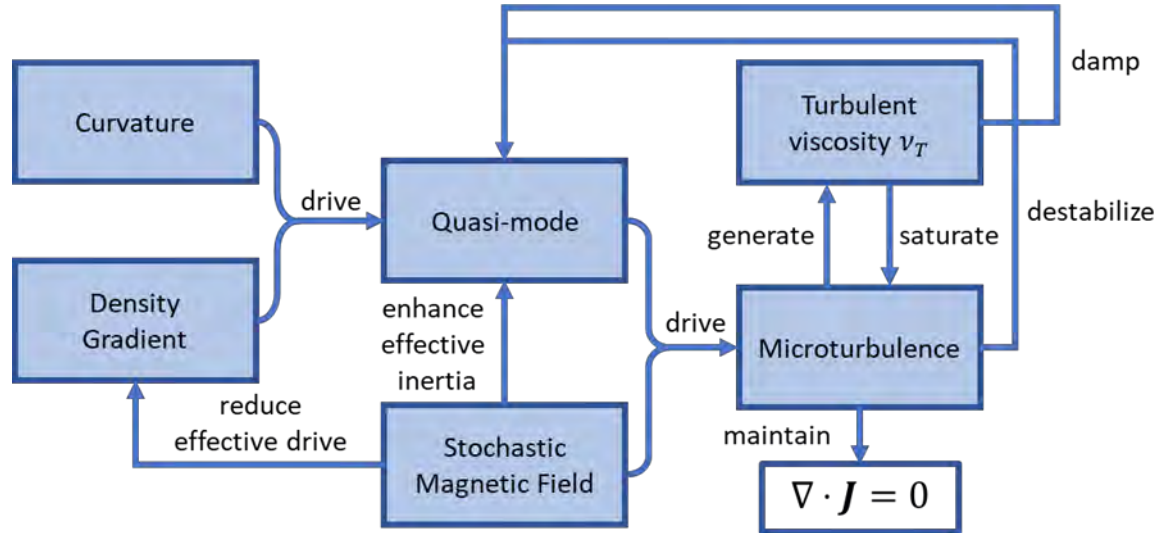 Curvature
Density
Gradient
drive
Quasi-mode
enhance
effective
inertia
reduce
effective drive
Stochastic
Magnetic Field
drive
Turbulent
viscosity ν_T
damp
destabilize
generate
saturate
Microturbulence
maintain
∇ · J = 0